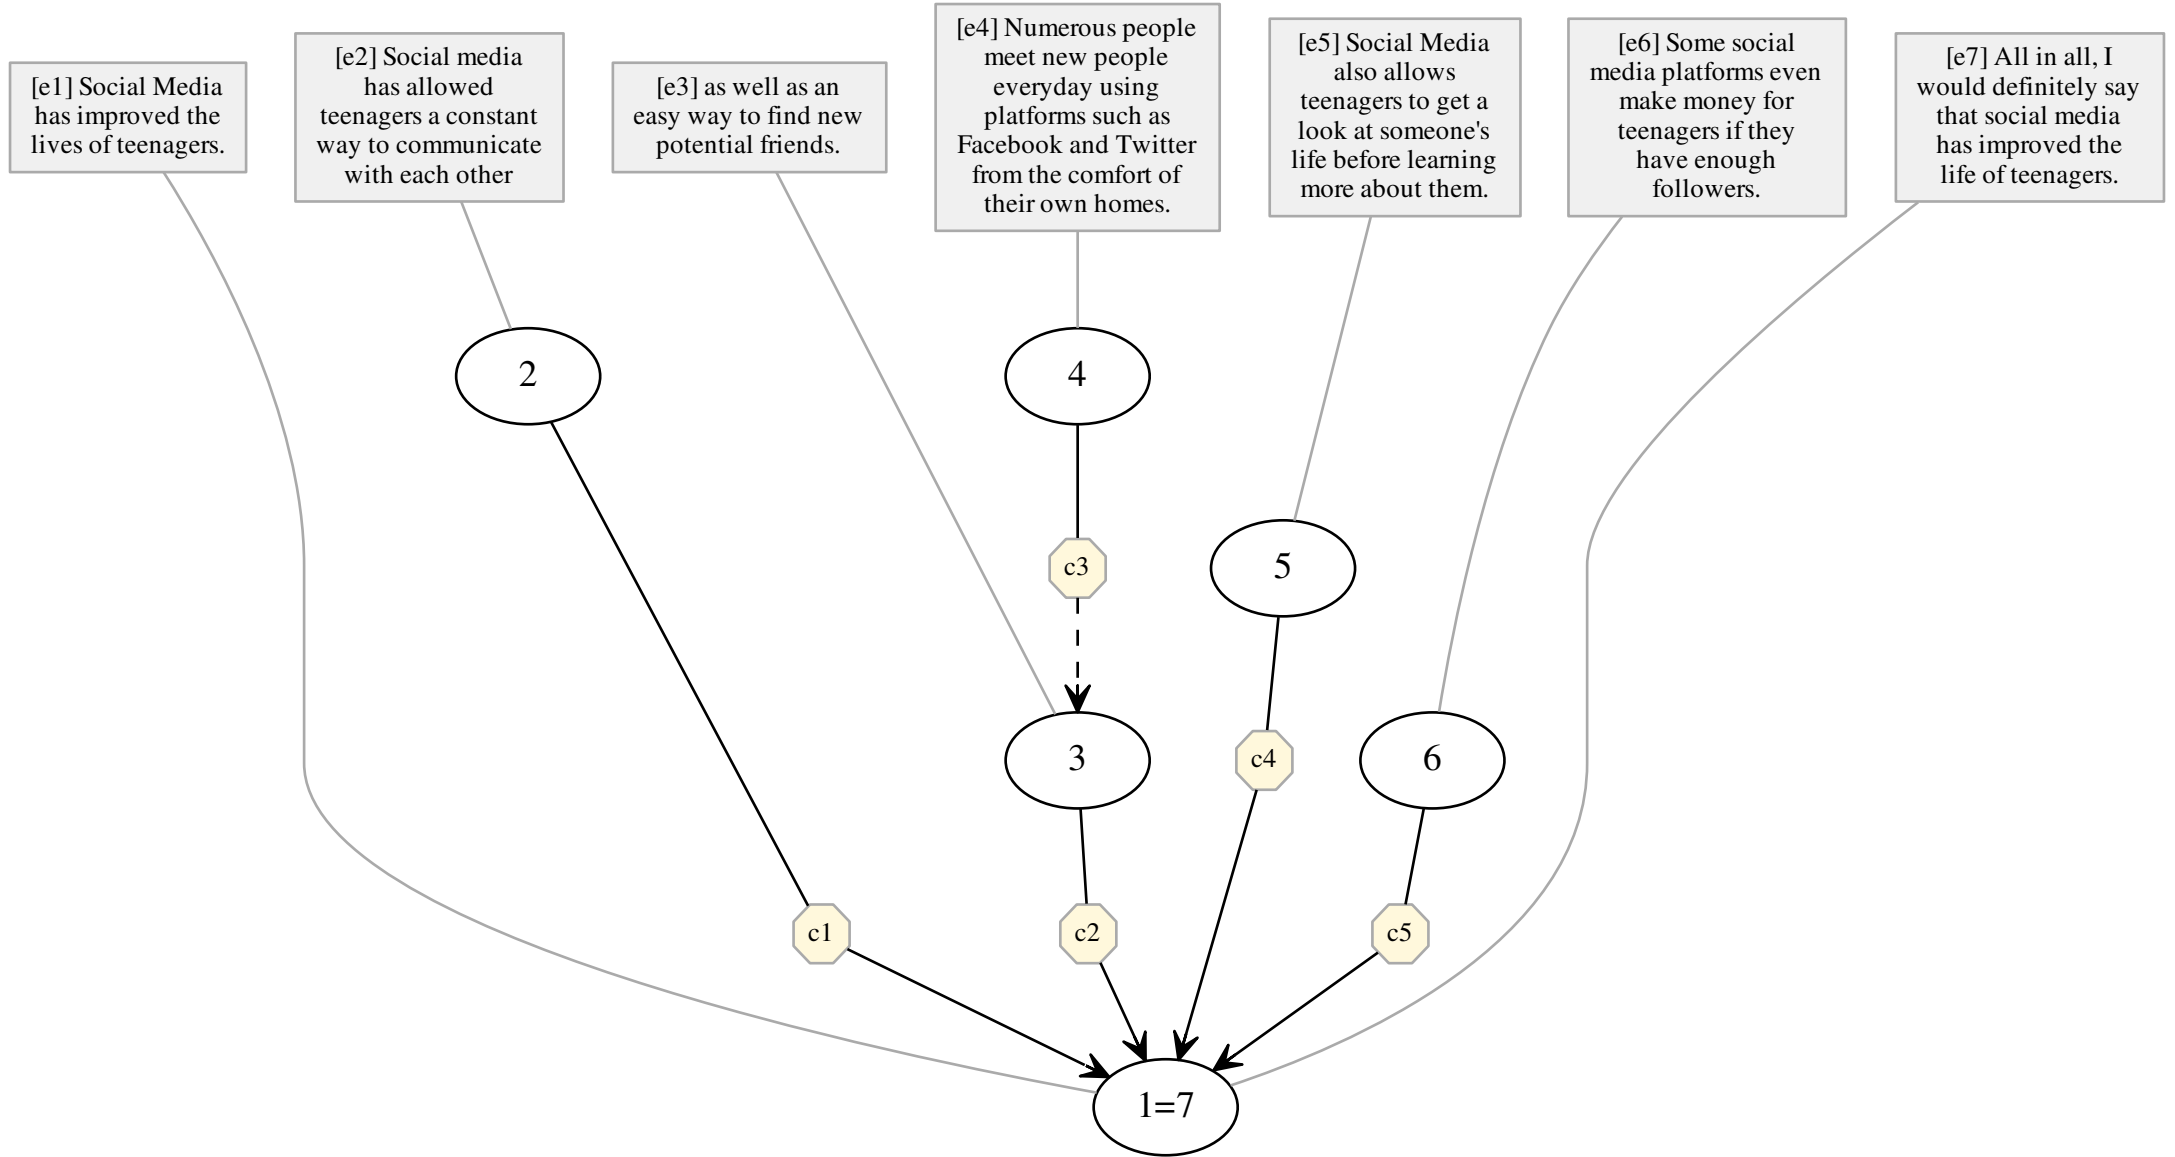 [e1] Social Media
has improved the
lives of teenagers.
[e2] Social media
has allowed
teenagers a constant
way to communicate
with each other
[e3] as well as an
easy way to find new
potential friends.
[e4] Numerous people
meet new people
everyday using
platforms such as
Facebook and Twitter
from the comfort of
their own homes.
[e5] Social Media
also allows
teenagers to get a
look at someone's
life before learning
more about them.
[e6] Some social
media platforms even
make money for
teenagers if they
have enough
followers.
[e7] All in all, I
would definitely say
that social media
has improved the
life of teenagers.
2
4
c3
5
3
c4
6
c1
c2
c5
1=7